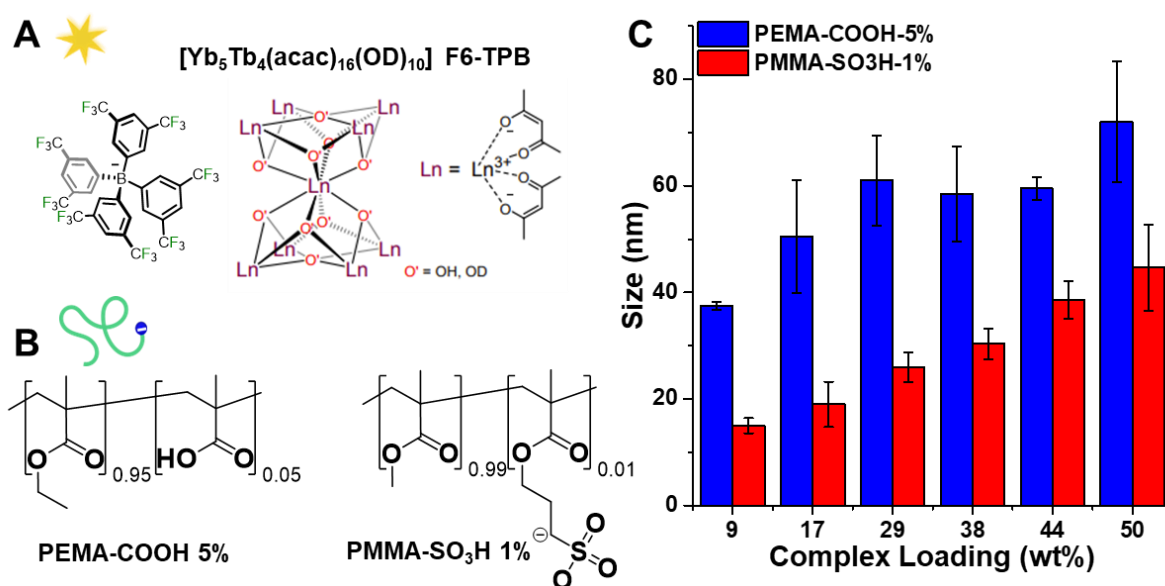 A
[Yb5Tb4(acac)16(OD)10] F6-TPB
CF3
F3C
CF3
F3C
B
–
CF3
F3C
CF3
CF3
Ln
Ln
O'
Ln
Ln
O'
O'
O'
O'
Ln
O'
O'
O'
O'
Ln
Ln
O'
Ln
Ln
O' = OH, OD
Ln = Ln3+
O
–
O
O
O
–
B
O
O
0.95
HO
O
0.05
PEMA-COOH 5%
O
O
0.99
O
O
0.01
–
S
O
O
O
PMMA-SO3H 1%
C
PEMA-COOH-5%
PMMA-SO3H-1%
Size (nm)
80
60
40
20
0
9 17 29 38 44 50
Complex Loading (wt%)